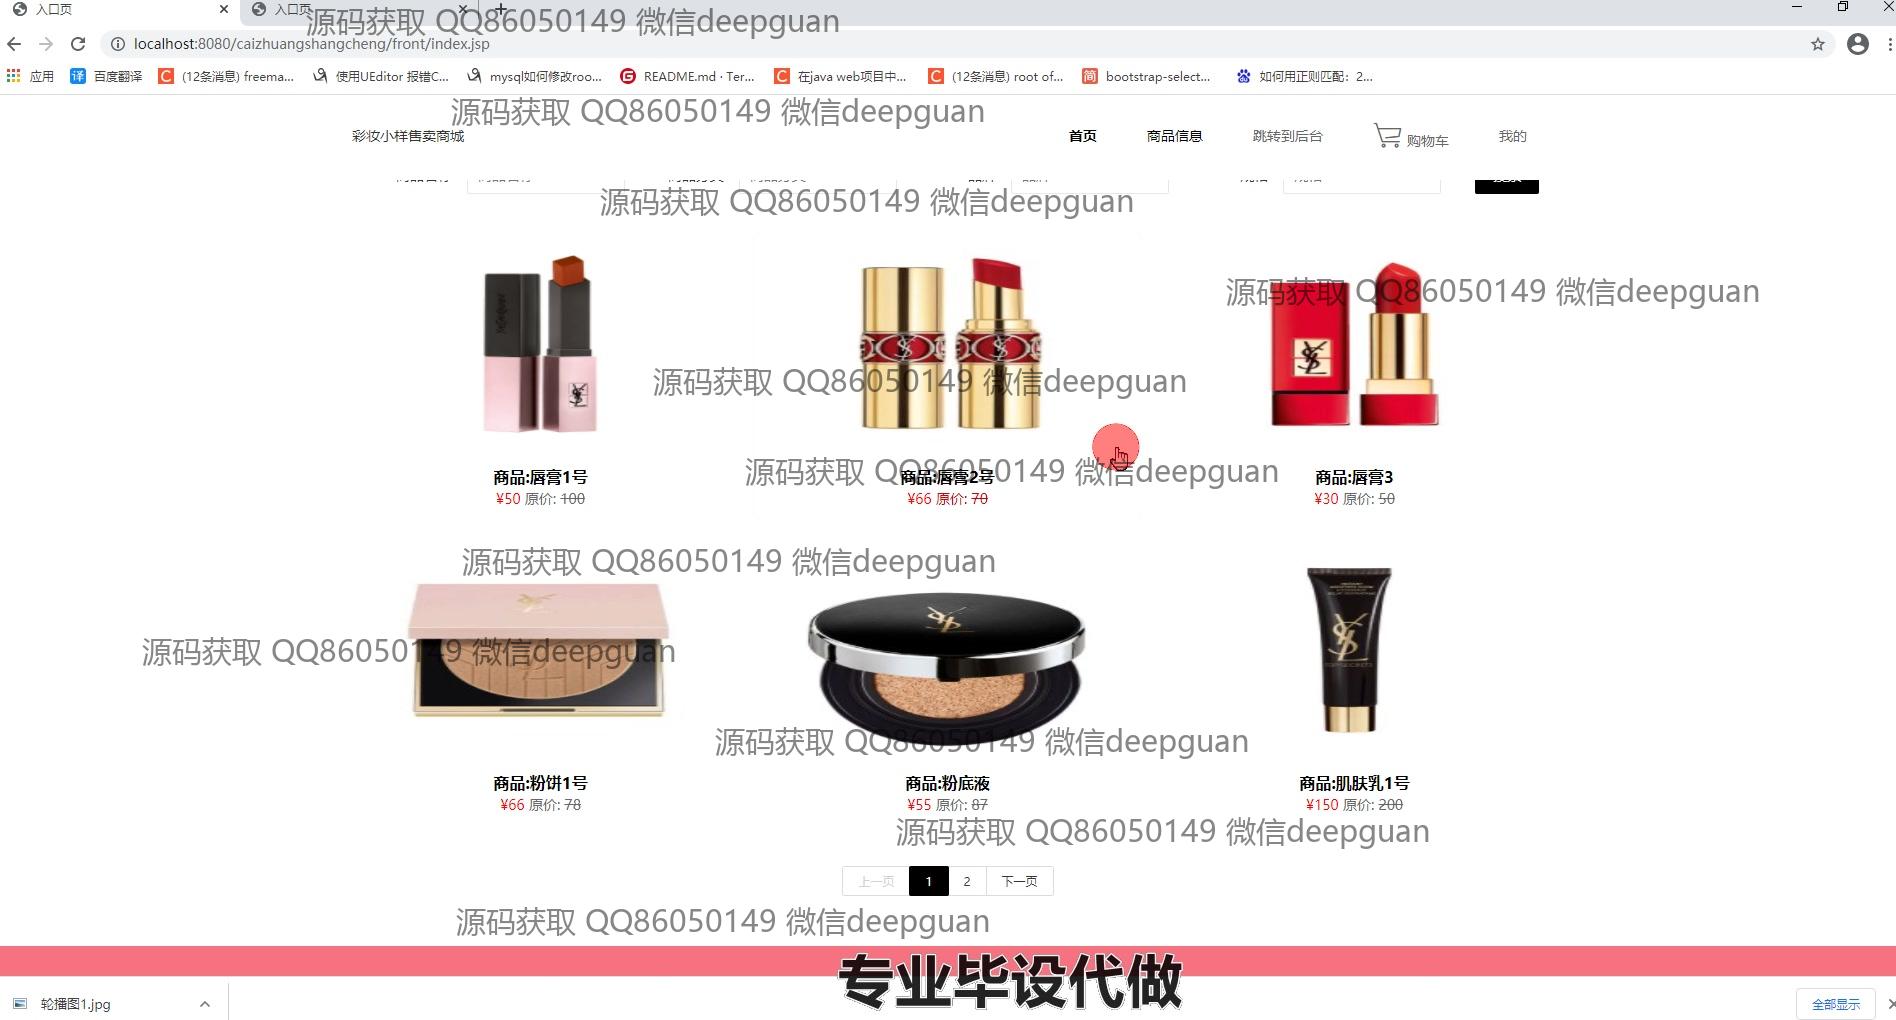 入口页
入口页
源码获取 QQ86050149 微信deepguan
localhost:8080/caizhuangshangcheng/front/index.jsp
应用
百度翻译
(12条消息) freema...
使用UEditor 报错C...
mysql如何修改roo...
README.md · Ter...
在java web项目中...
(12条消息) root of...
bootstrap-select...
如何用正则匹配：2...
源码获取 QQ86050149 微信deepguan
彩妆小样售卖商城
首页
商品信息
跳转到后台
购物车
我的
源码获取 QQ86050149 微信deepguan
源码获取 QQ86050149 微信deepguan
源码获取 QQ86050149 微信deepguan
源码获取 QQ86050149 微信deepguan
商品:唇膏1号
¥50 原价: 100
商品:唇膏2号
¥66 原价: 70
商品:唇膏3
¥30 原价: 50
源码获取 QQ86050149 微信deepguan
源码获取 QQ86050149 微信deepguan
源码获取 QQ86050149 微信deepguan
商品:粉饼1号
¥66 原价: 78
商品:粉底液
¥55 原价: 87
商品:肌肤乳1号
¥150 原价: 200
源码获取 QQ86050149 微信deepguan
上一页
1
2
下一页
源码获取 QQ86050149 微信deepguan
专业毕设代做
轮播图1.jpg
全部显示